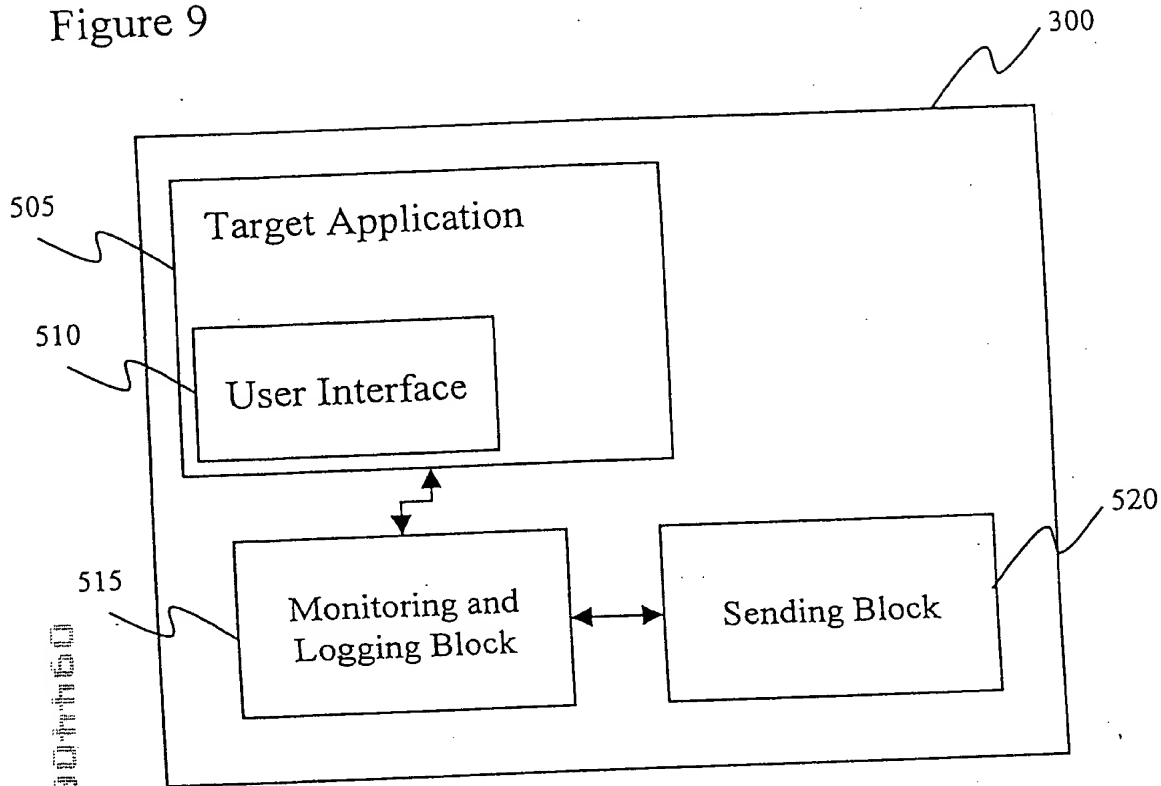 Figure 9
300
505
Target Application
510
User Interface
520
515
Monitoring and
Logging Block
Sending Block